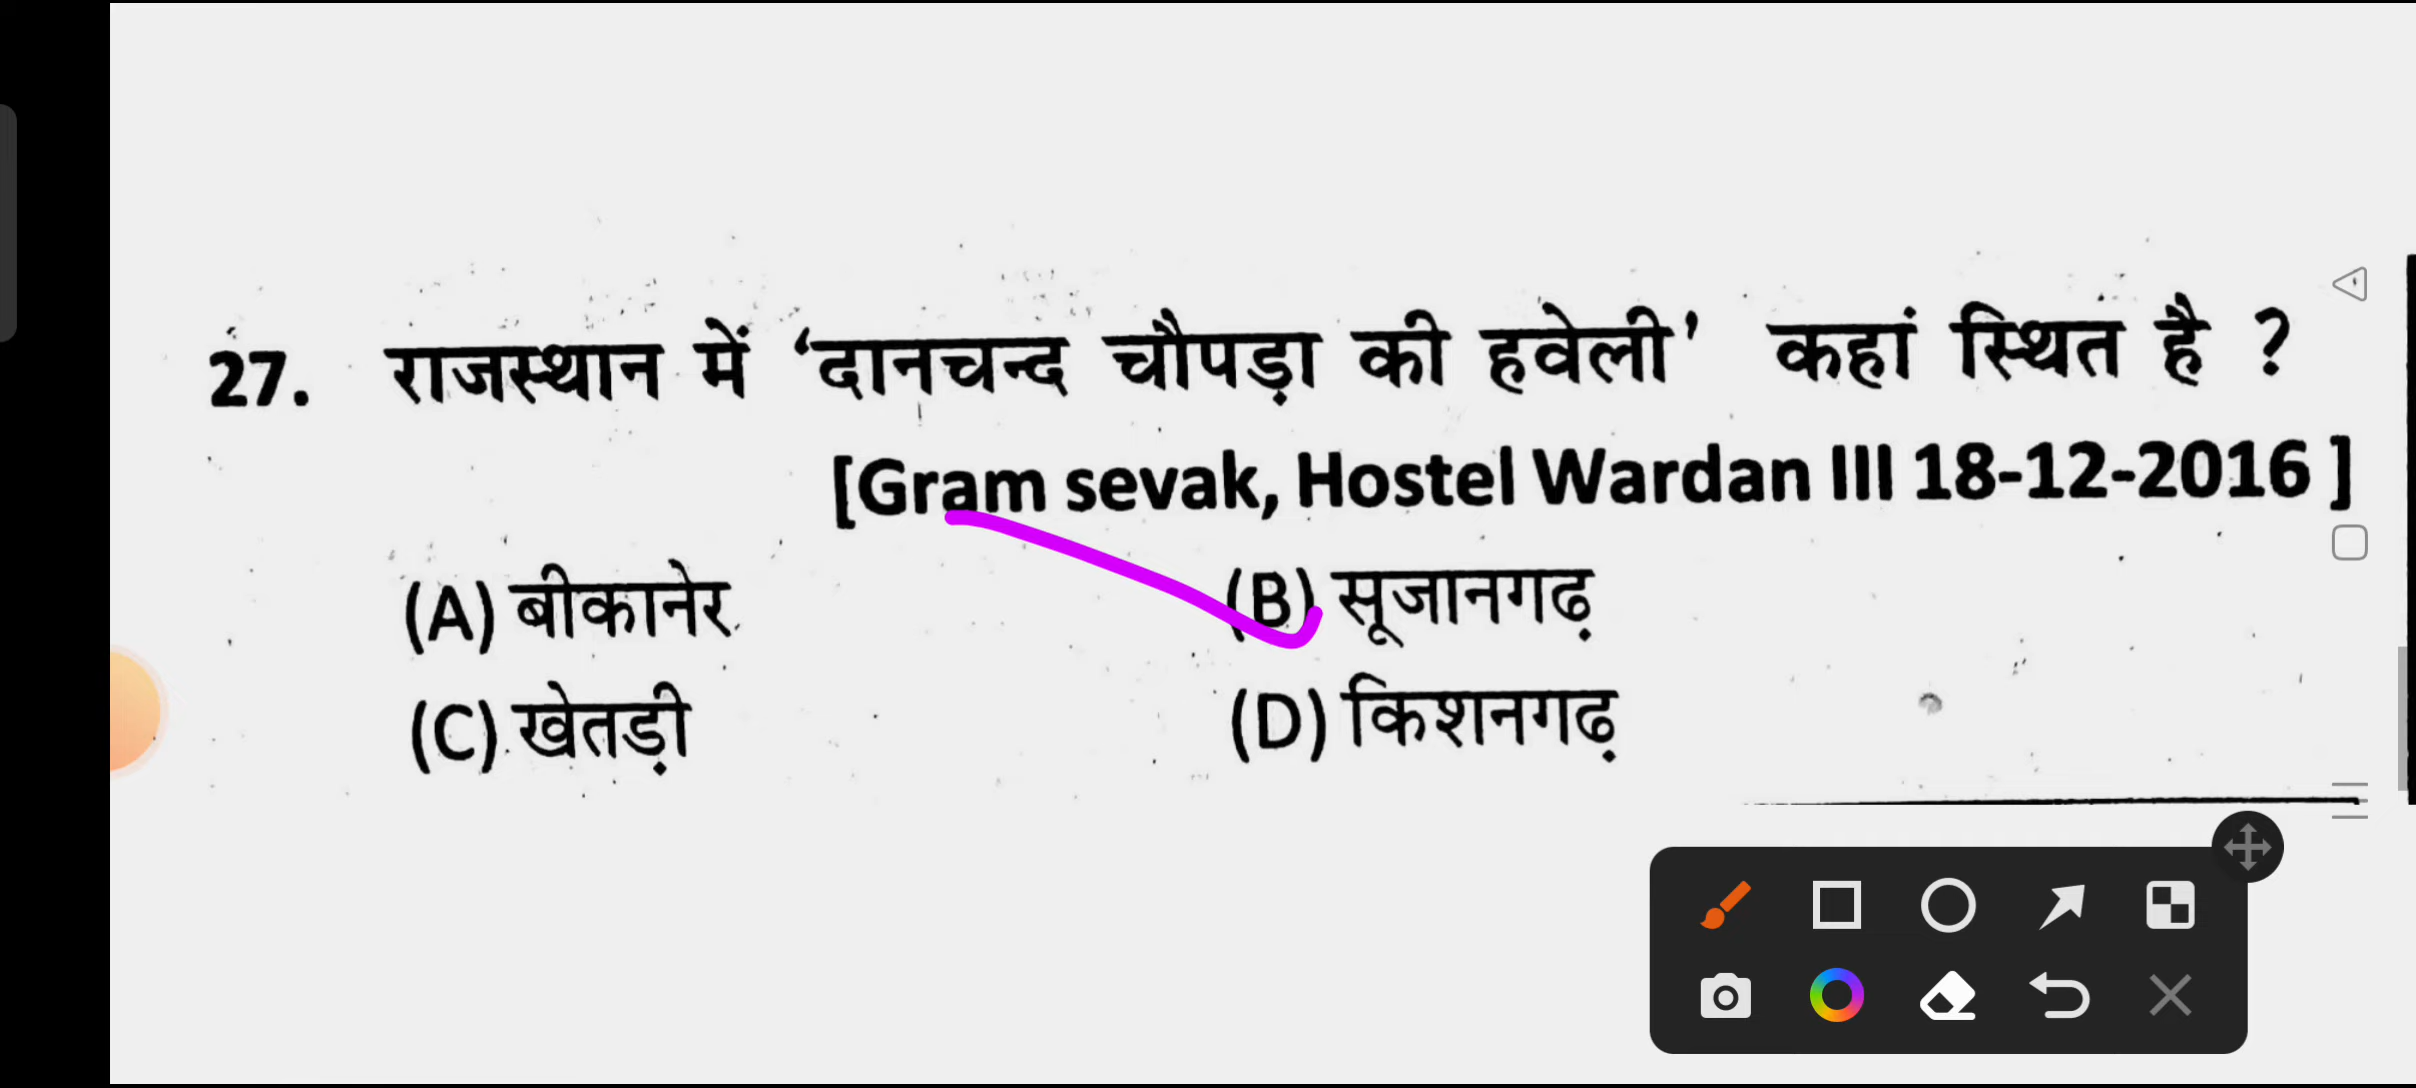 27. राजस्थान में ‘दानचन्द चौपड़ा की हवेली’ कहां स्थित है ?
[Gram sevak, Hostel Wardan III 18-12-2016 ]
(A) बीकानेर (B) सूजानगढ़
(C) खेतड़ी (D) किशनगढ़